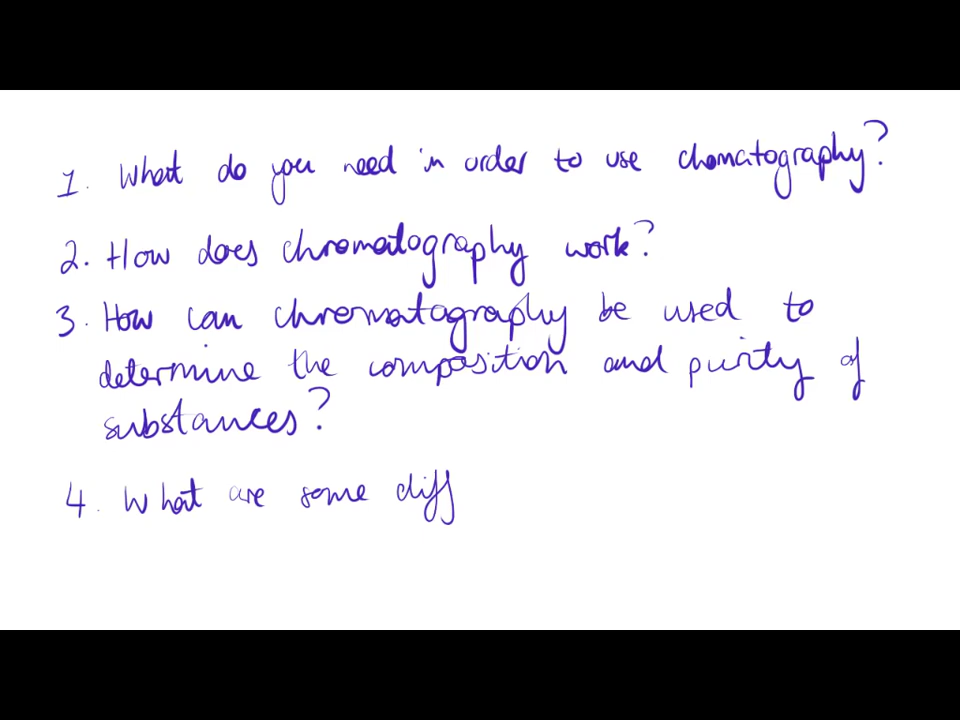 1. What do you need in order to use chomatography?
2. How does chromatography work?
3. How can chromatography be used to
determine the composition and purity of
substances?
4. What are some diff